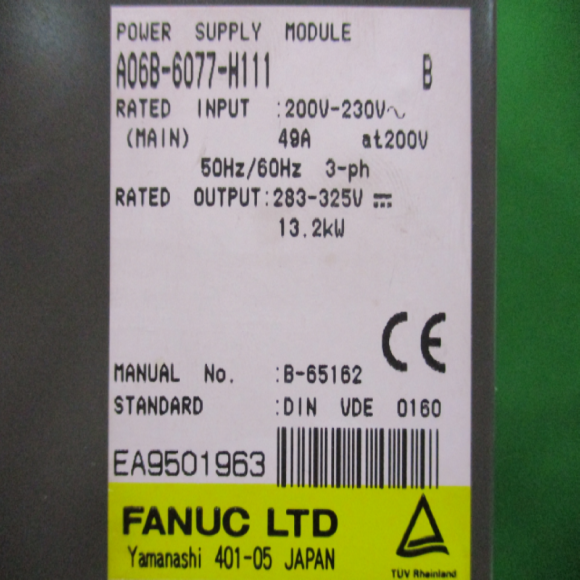 POWER SUPPLY MODULE
A06B-6077-H111 B
RATED INPUT :200V-230V~
(MAIN) 49A at200V
50Hz/60Hz 3-ph
RATED OUTPUT:283-325V ⎓
13.2kW
CE
MANUAL No. :B-65162
STANDARD :DIN VDE 0160
EA9501963
FANUC LTD
Yamanashi 401-05 JAPAN
TÜV Rheinland